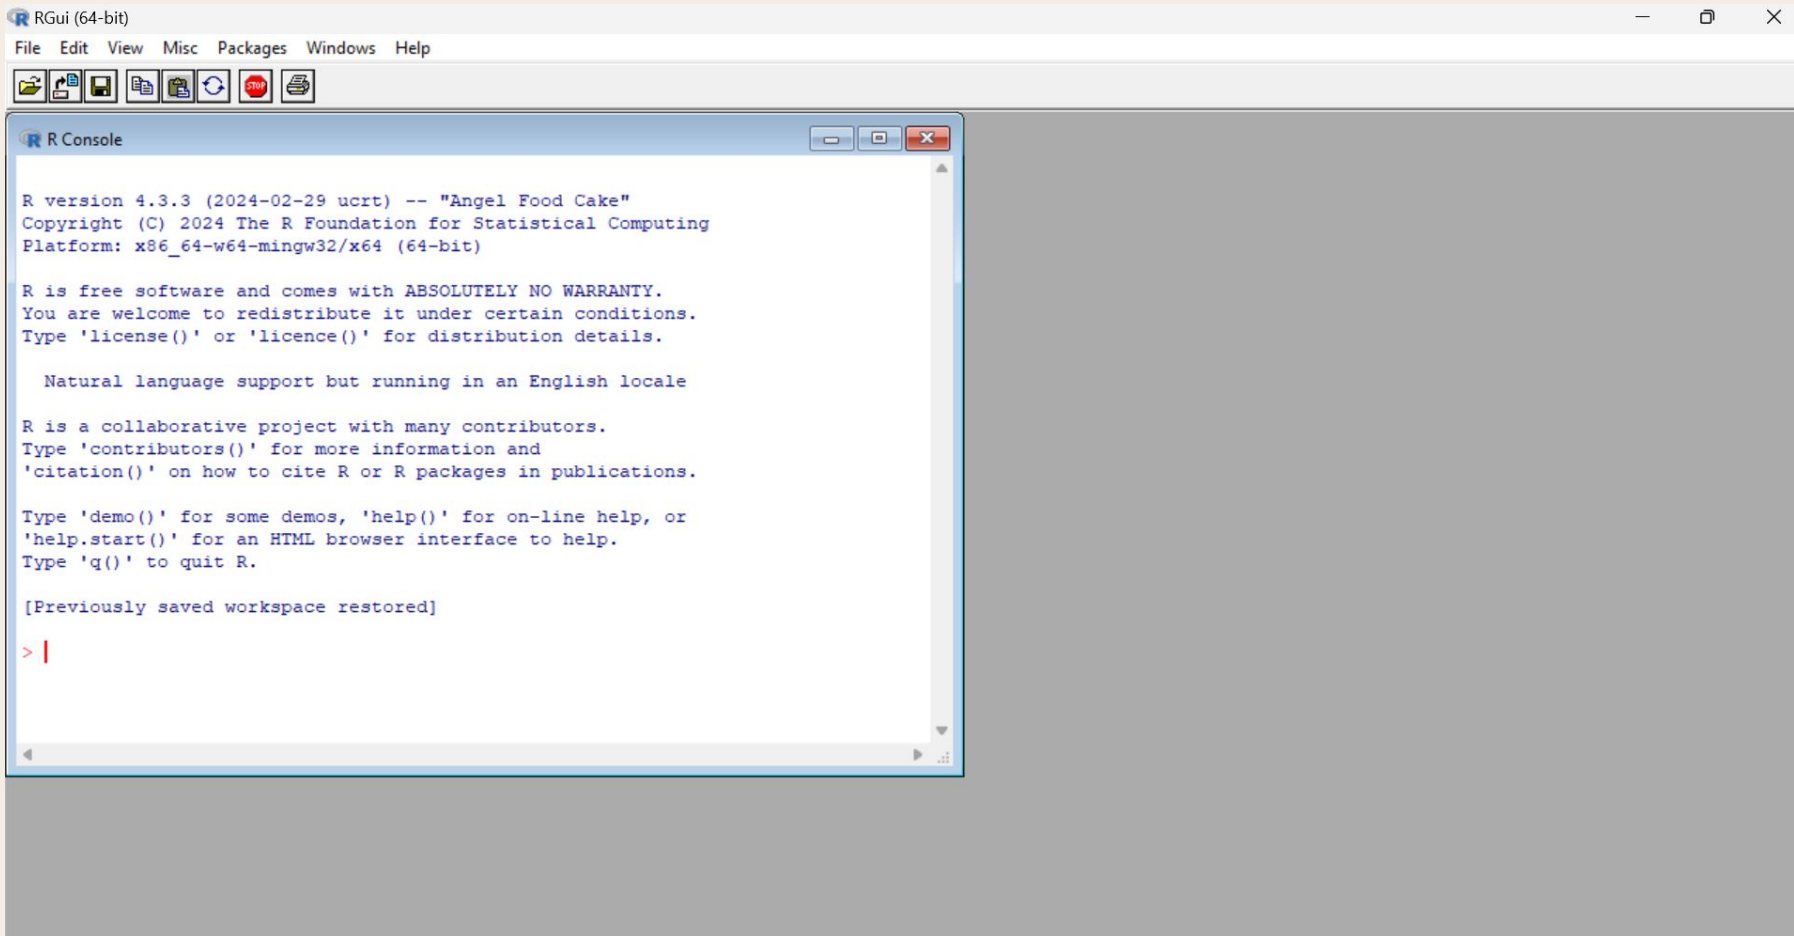 RGui (64-bit)
File Edit View Misc Packages Windows Help
STOP
R Console
R version 4.3.3 (2024-02-29 ucrt) -- "Angel Food Cake"
Copyright (C) 2024 The R Foundation for Statistical Computing
Platform: x86_64-w64-mingw32/x64 (64-bit)
R is free software and comes with ABSOLUTELY NO WARRANTY.
You are welcome to redistribute it under certain conditions.
Type 'license()' or 'licence()' for distribution details.
Natural language support but running in an English locale
R is a collaborative project with many contributors.
Type 'contributors()' for more information and
'citation()' on how to cite R or R packages in publications.
Type 'demo()' for some demos, 'help()' for on-line help, or
'help.start()' for an HTML browser interface to help.
Type 'q()' to quit R.
[Previously saved workspace restored]
>